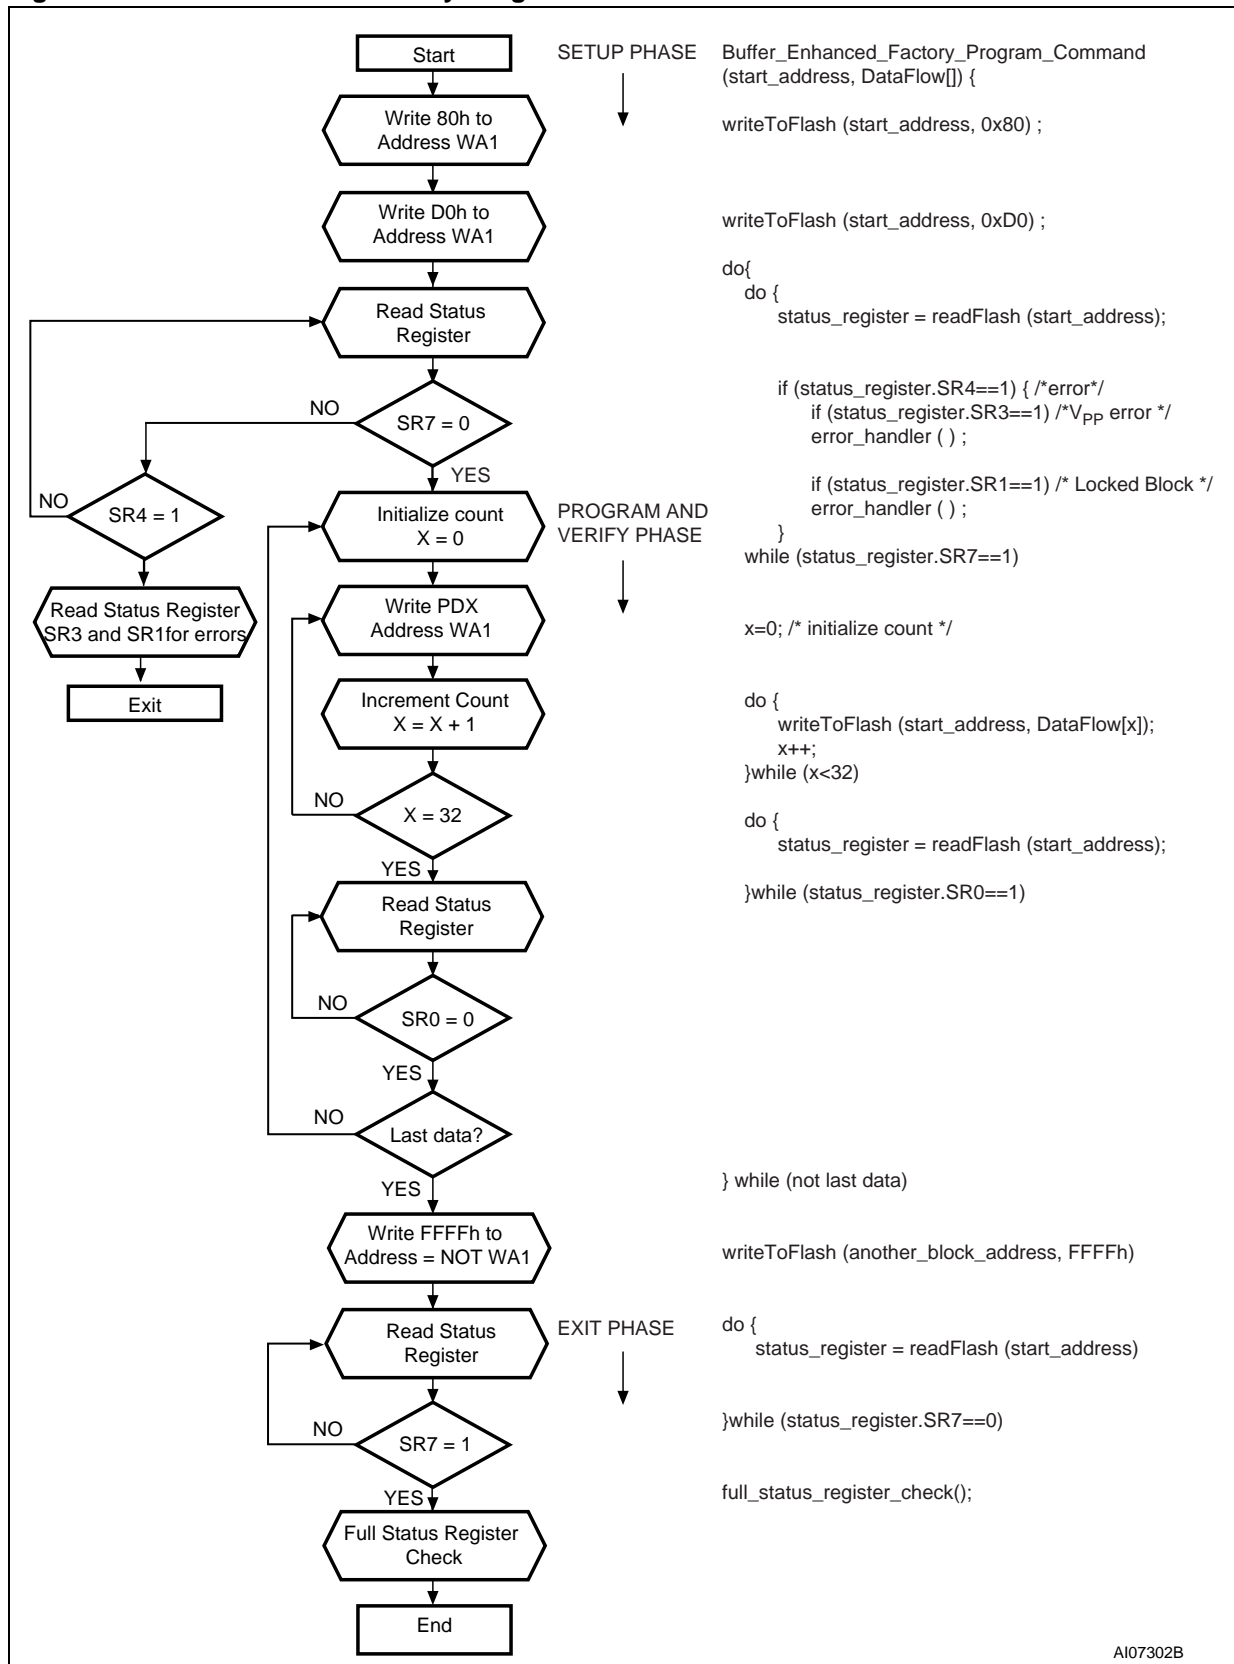 Start
Write 80h to
Address WA1
Write D0h to
Address WA1
Read Status
Register
NO
SR7 = 0
YES
NO
SR4 = 1
Read Status Register
SR3 and SR1for errors
Exit
Initialize count
X = 0
Write PDX
Address WA1
Increment Count
X = X + 1
NO
X = 32
YES
Read Status
Register
NO
SR0 = 0
YES
NO
Last data?
YES
Write FFFFh to
Address = NOT WA1
Read Status
Register
NO
SR7 = 1
YES
Full Status Register
Check
End
SETUP PHASE
PROGRAM AND
VERIFY PHASE
EXIT PHASE
Buffer_Enhanced_Factory_Program_Command
(start_address, DataFlow[]) {
writeToFlash (start_address, 0x80) ;
writeToFlash (start_address, 0xD0) ;
do{
do {
status_register = readFlash (start_address);
if (status_register.SR4==1) { /*error*/
if (status_register.SR3==1) /*VPP error */
error_handler ( ) ;
if (status_register.SR1==1) /* Locked Block */
error_handler ( ) ;
}
while (status_register.SR7==1)
x=0; /* initialize count */
do {
writeToFlash (start_address, DataFlow[x]);
x++;
}while (x<32)
do {
status_register = readFlash (start_address);
}while (status_register.SR0==1)
} while (not last data)
writeToFlash (another_block_address, FFFFh)
do {
status_register = readFlash (start_address)
}while (status_register.SR7==0)
full_status_register_check();
AI07302B